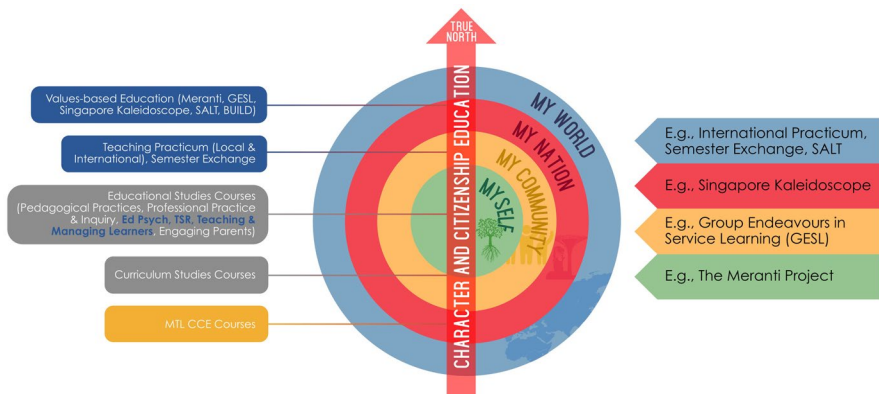 TRUE
NORTH
CHARACTER AND CITIZENSHIP EDUCATION
Values-based Education (Meranti, GESL,
Singapore Kaleidoscope, SALT, BUILD)
Teaching Practicum (Local &
International), Semester Exchange
Educational Studies Courses
(Pedagogical Practices, Professional Practice
& Inquiry, Ed Psych, TSR, Teaching &
Managing Learners, Engaging Parents)
Curriculum Studies Courses
MTL CCE Courses
MY WORLD
MY NATION
MY COMMUNITY
MYSELF
E.g., International Practicum,
Semester Exchange, SALT
E.g., Singapore Kaleidoscope
E.g., Group Endeavours in
Service Learning (GESL)
E.g., The Meranti Project